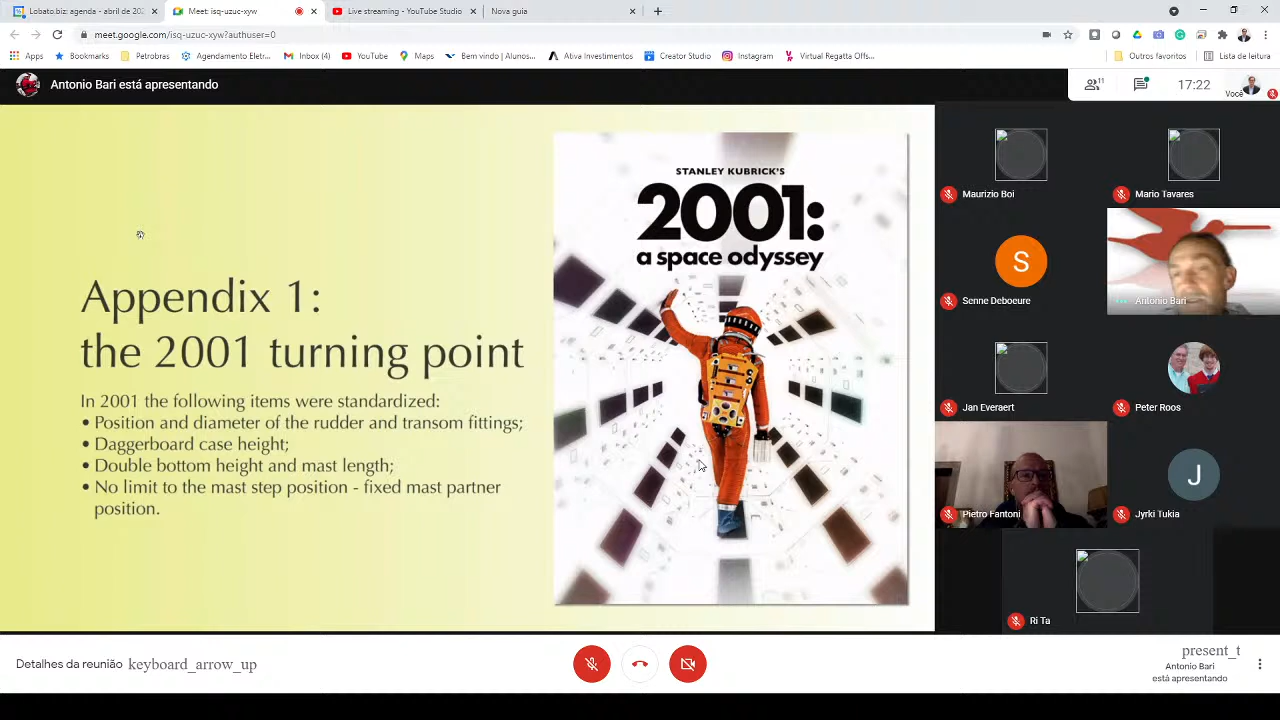 Lobato.biz: agenda - abril de 202
Meet: isq-uzuc-xyw
Live streaming - YouTube Studio
Nova guia
meet.google.com/isq-uzuc-xyw?authuser=0
Apps
Bookmarks
Petrobras
Agendamento Eletr...
Inbox (4)
YouTube
Maps
Bem vindo | Alunos...
Ativa Investimentos
Creator Studio
Instagram
Virtual Regatta Offs...
Outros favoritos
Lista de leitura
Antonio Bari está apresentando
11
17:22
Você
STANLEY KUBRICK'S
2001:
a space odyssey
Appendix 1:
the 2001 turning point
In 2001 the following items were standardized:
• Position and diameter of the rudder and transom fittings;
• Daggerboard case height;
• Double bottom height and mast length;
• No limit to the mast step position - fixed mast partner
position.
Maurizio Boi
Mario Tavares
S
Senne Deboeure
Antonio Bari
Jan Everaert
Peter Roos
Pietro Fantoni
J
Jyrki Tukia
Ri Ta
Detalhes da reunião keyboard_arrow_up
present_t
Antonio Bari
está apresentando